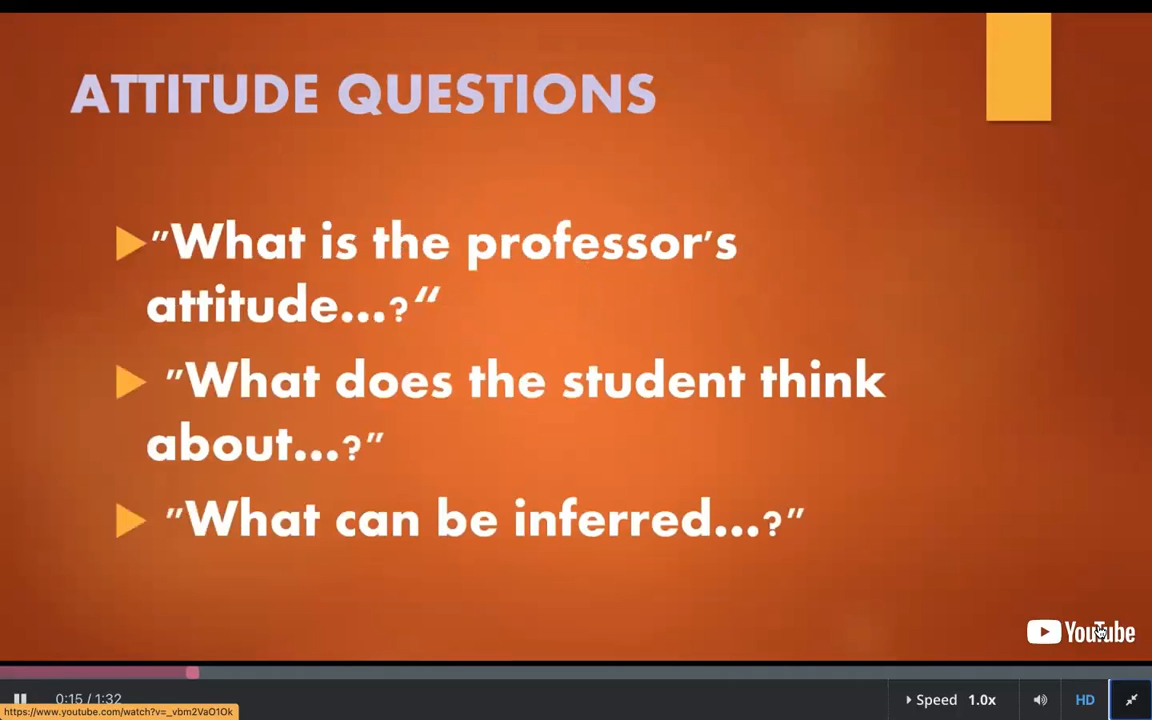 ATTITUDE QUESTIONS
"What is the professor's
attitude...?“
"What does the student think
about...?"
"What can be inferred...?"
YouTube
0:15 / 1:32
Speed 1.0x
HD
https://www.youtube.com/watch?v=_vbm2VaO1Ok